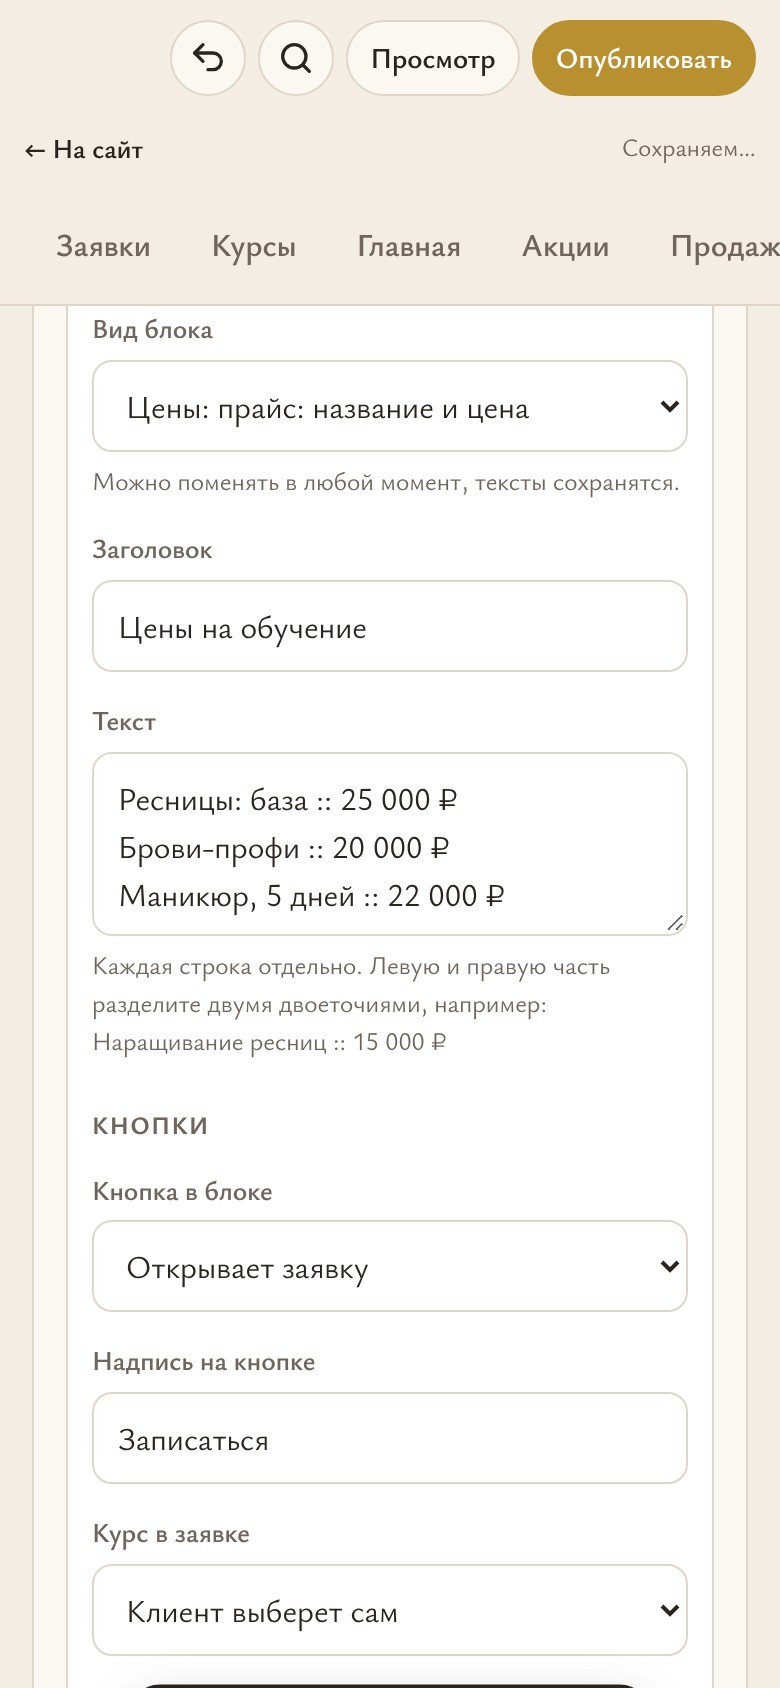 Просмотр
Опубликовать
← На сайт
Сохраняем...
Заявки
Курсы
Главная
Акции
Продаж
Вид блока
Цены: прайс: название и цена
Можно поменять в любой момент, тексты сохранятся.
Заголовок
Цены на обучение
Текст
Ресницы: база :: 25 000 ₽
Брови-профи :: 20 000 ₽
Маникюр, 5 дней :: 22 000 ₽
Каждая строка отдельно. Левую и правую часть
разделите двумя двоеточиями, например:
Наращивание ресниц :: 15 000 ₽
КНОПКИ
Кнопка в блоке
Открывает заявку
Надпись на кнопке
Записаться
Курс в заявке
Клиент выберет сам